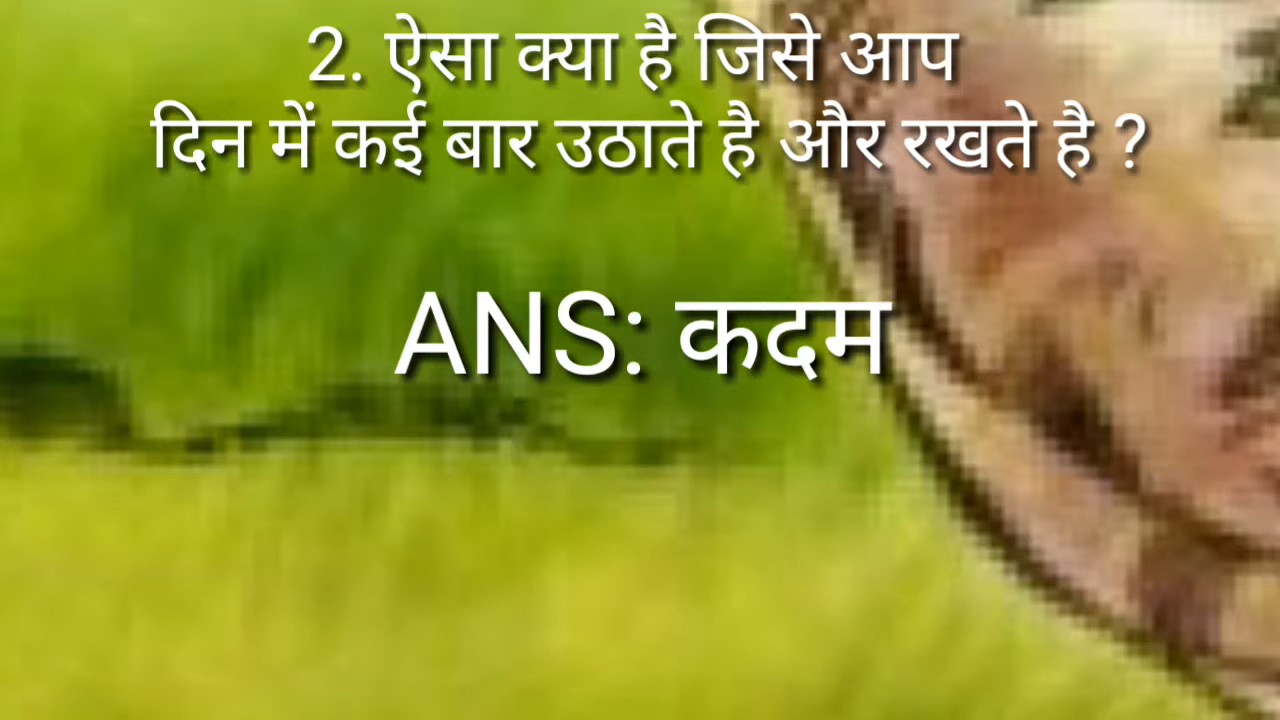 2. ऐसा क्या है जिसे आप
दिन में कई बार उठाते है और रखते है ?
ANS: कदम